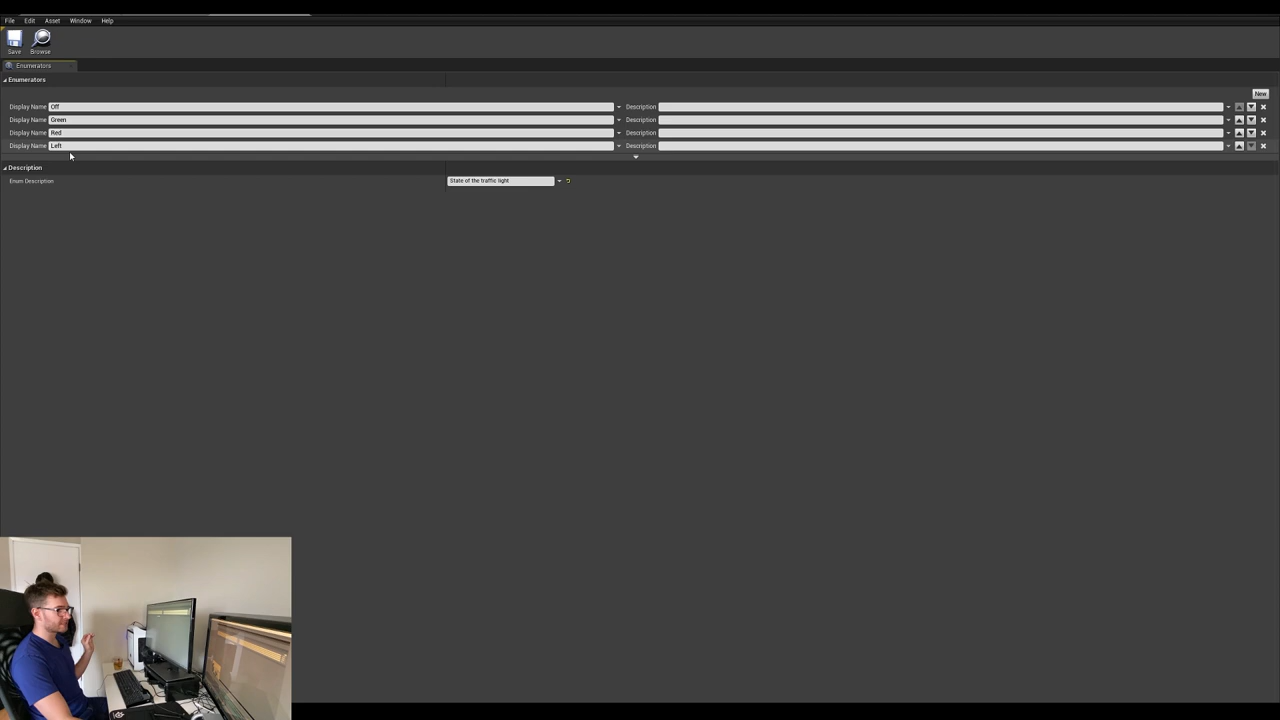 File Edit Asset Window Help
Save Browse
Enumerators
Enumerators
New
Display Name Off Description
Display Name Green Description
Display Name Red Description
Display Name Left Description
Description
Enum Description State of the traffic light